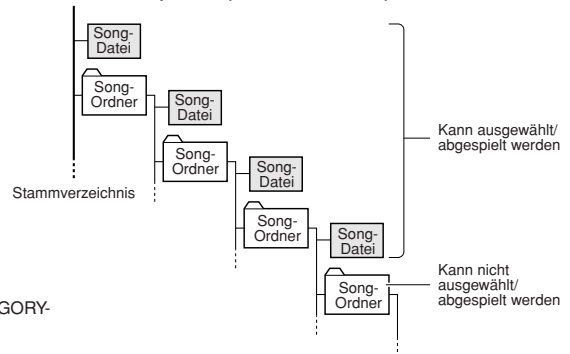 Song-
Datei
Song-
Ordner
Song-
Datei
Song-
Ordner
Song-
Datei
Song-
Ordner
Song-
Datei
Song-
Ordner
Kann ausgewählt/
abgespielt werden
Stammverzeichnis
Kann nicht
ausgewählt/
abgespielt werden
GORY-